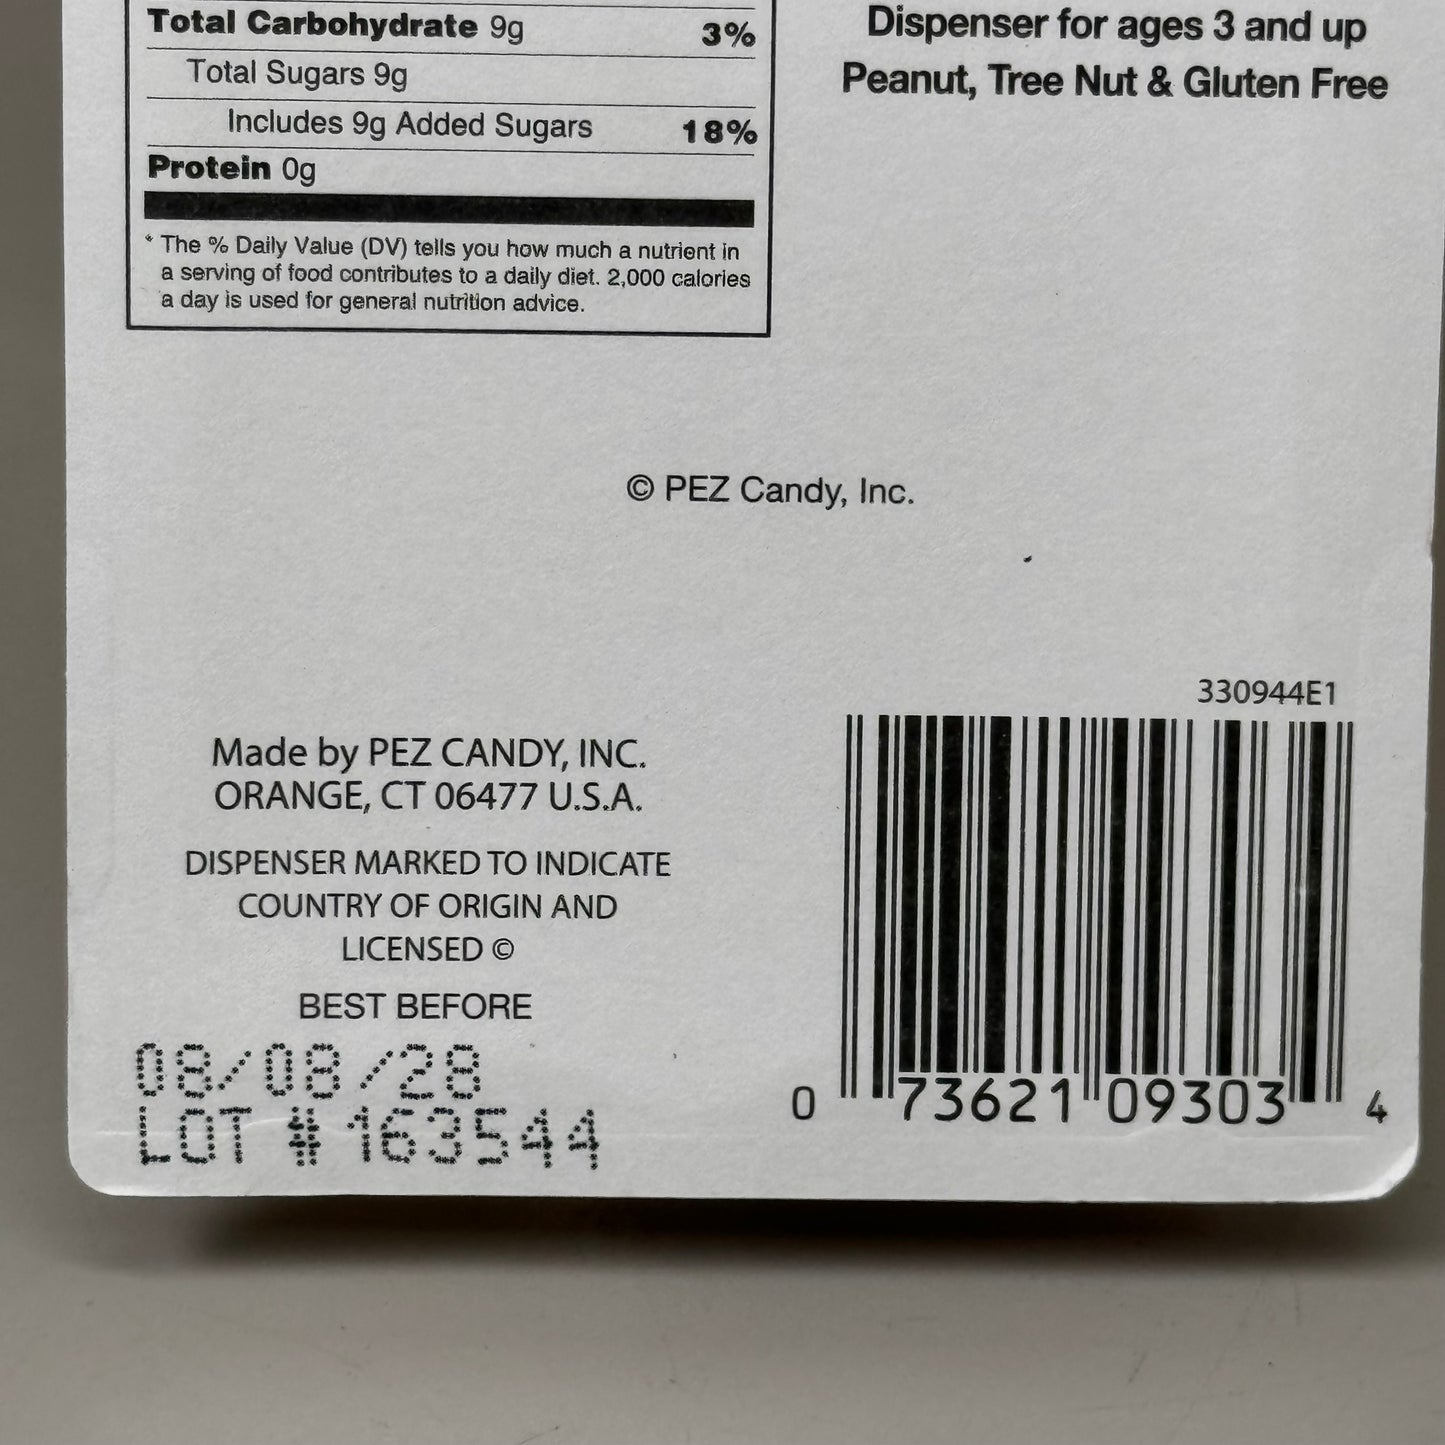 Total Carbohydrate 9g 3%
Total Sugars 9g
Includes 9g Added Sugars 18%
Protein 0g
* The % Daily Value (DV) tells you how much a nutrient in
a serving of food contributes to a daily diet. 2,000 calories
a day is used for general nutrition advice.
Dispenser for ages 3 and up
Peanut, Tree Nut & Gluten Free
© PEZ Candy, Inc.
Made by PEZ CANDY, INC.
ORANGE, CT 06477 U.S.A.
DISPENSER MARKED TO INDICATE
COUNTRY OF ORIGIN AND
LICENSED ©
BEST BEFORE
08/08/28
LOT # 163544
330944E1
0 73621 09303 4